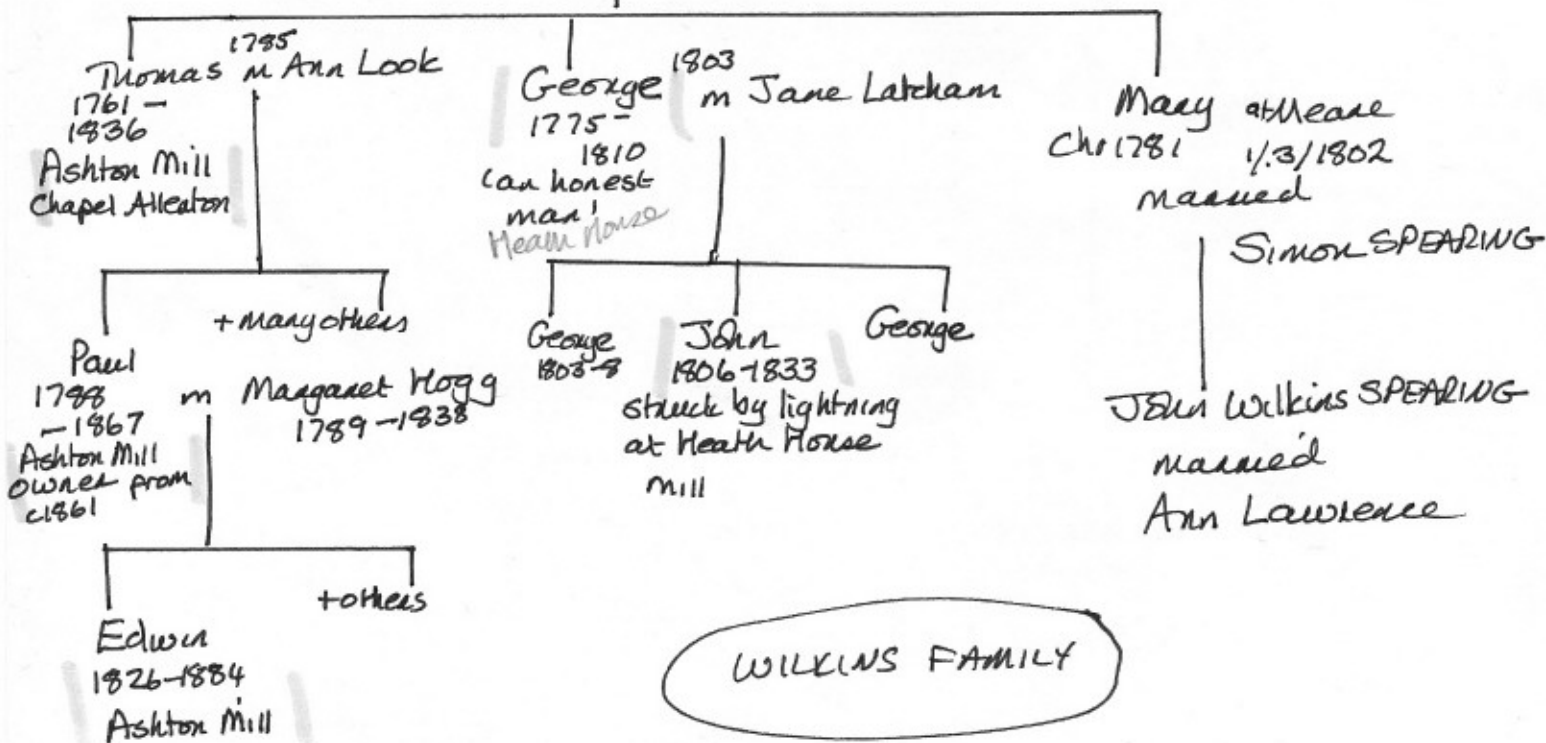 1785
Thomas m Ann Look
1761 -
1836
Ashton Mill
Chapel Allerton
1803
George m Jane Latcham
1775 -
1810
(an honest
man!
Heath House
Mary at Meare
Chr 1781 1/.3/1802
married
Simon SPEARING
John Wilkins SPEARING
married
Ann Lawrence
+ many others
Paul
1788 m Margaret Hogg
- 1867 1789 - 1838
Ashton Mill
owner from
c1861
George
1803-8
John
1806-1833
struck by lightning
at Heath House
Mill
George
+others
Edwin
1826-1884
Ashton Mill
WILKINS FAMILY